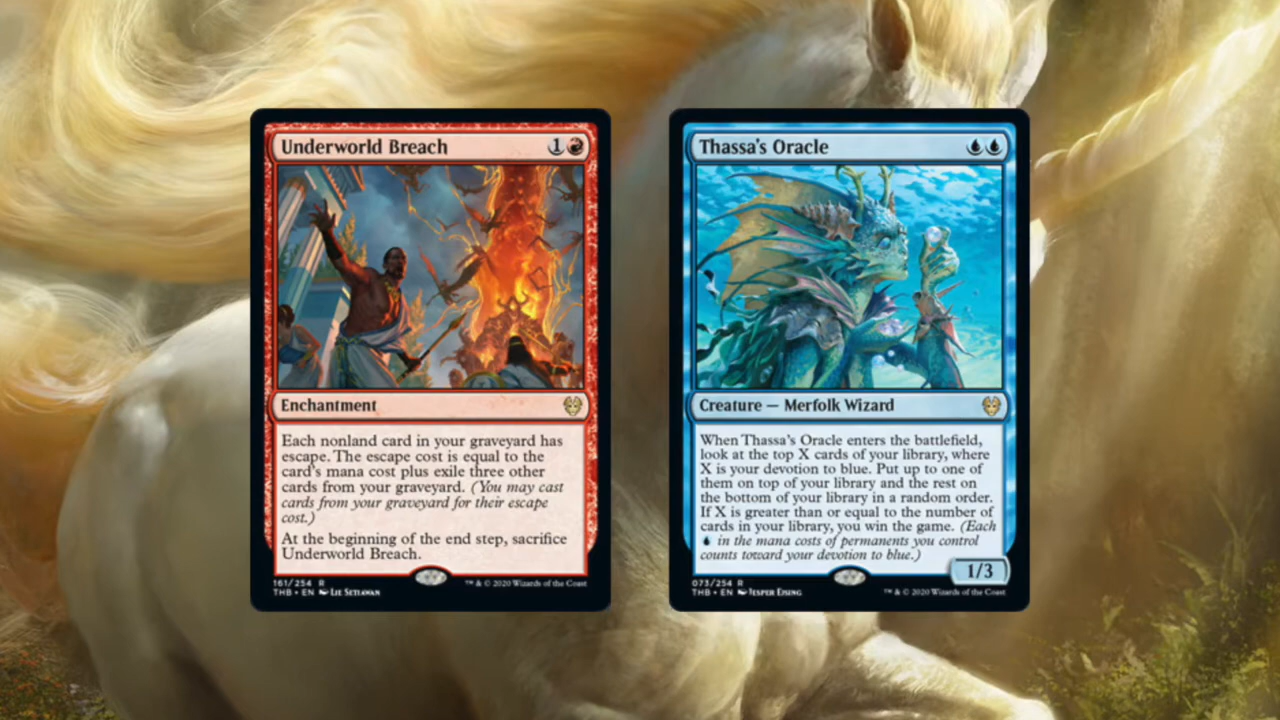 Underworld Breach 1
Enchantment
Each nonland card in your graveyard has
escape. The escape cost is equal to the
card's mana cost plus exile three other
cards from your graveyard. (You may cast
cards from your graveyard for their escape
cost.)
At the beginning of the end step, sacrifice
Underworld Breach.
161/254 R
THB • EN Lie Setiawan
™ & © 2020 Wizards of the Coast
Thassa's Oracle
Creature — Merfolk Wizard
When Thassa's Oracle enters the battlefield,
look at the top X cards of your library, where
X is your devotion to blue. Put up to one of
them on top of your library and the rest on
the bottom of your library in a random order.
If X is greater than or equal to the number of
cards in your library, you win the game. (Each
in the mana costs of permanents you control
counts toward your devotion to blue.)
1/3
073/254 R
THB • EN Jesper Ejsing
™ & © 2020 Wizards of the Coast